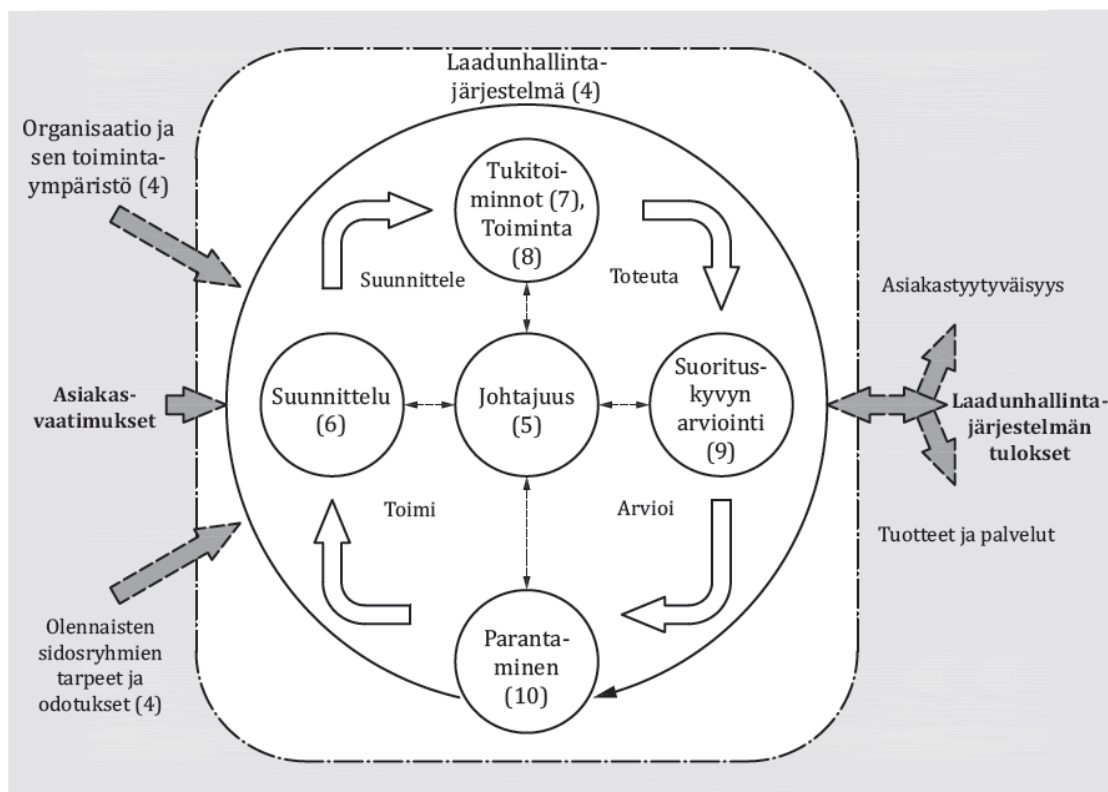 Laadunhallinta-
järjestelmä (4)
Organisaatio ja
sen toiminta-
ympäristö (4)
Tukitoi-
minnot (7),
Toiminta
(8)
Suunnittele
Toteuta
Asiakastyytyväisyys
Asiakas-
vaatimukset
Suunnittelu
(6)
Johtajuus
(5)
Suoritus-
kyvyn
arviointi
(9)
Laadunhallinta-
järjestelmän
tulokset
Toimi
Arvioi
Tuotteet ja palvelut
Olennaisten
sidosryhmien
tarpeet ja
odotukset (4)
Paranta-
minen
(10)